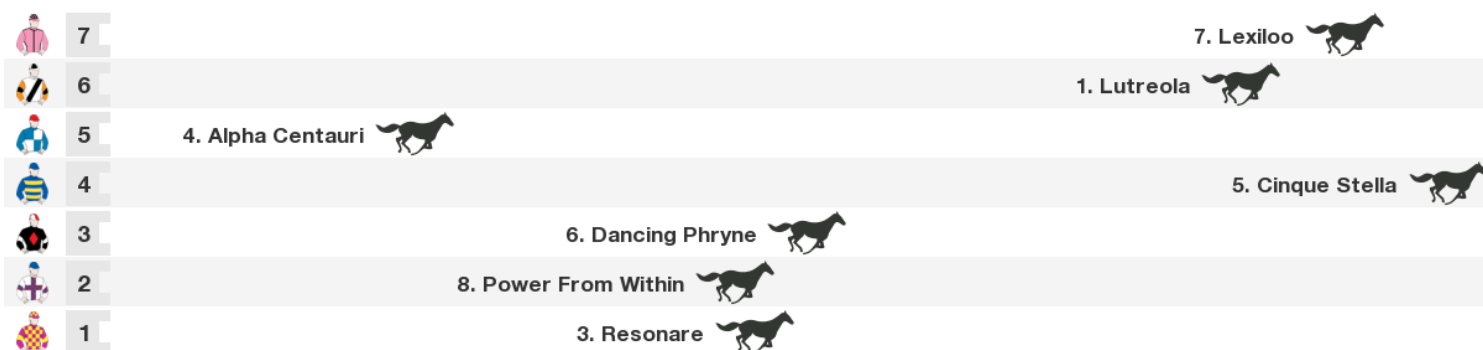 7 7. Lexiloo
6 1. Lutreola
5 4. Alpha Centauri
4 5. Cinque Stella
3 6. Dancing Phryne
2 8. Power From Within
1 3. Resonare